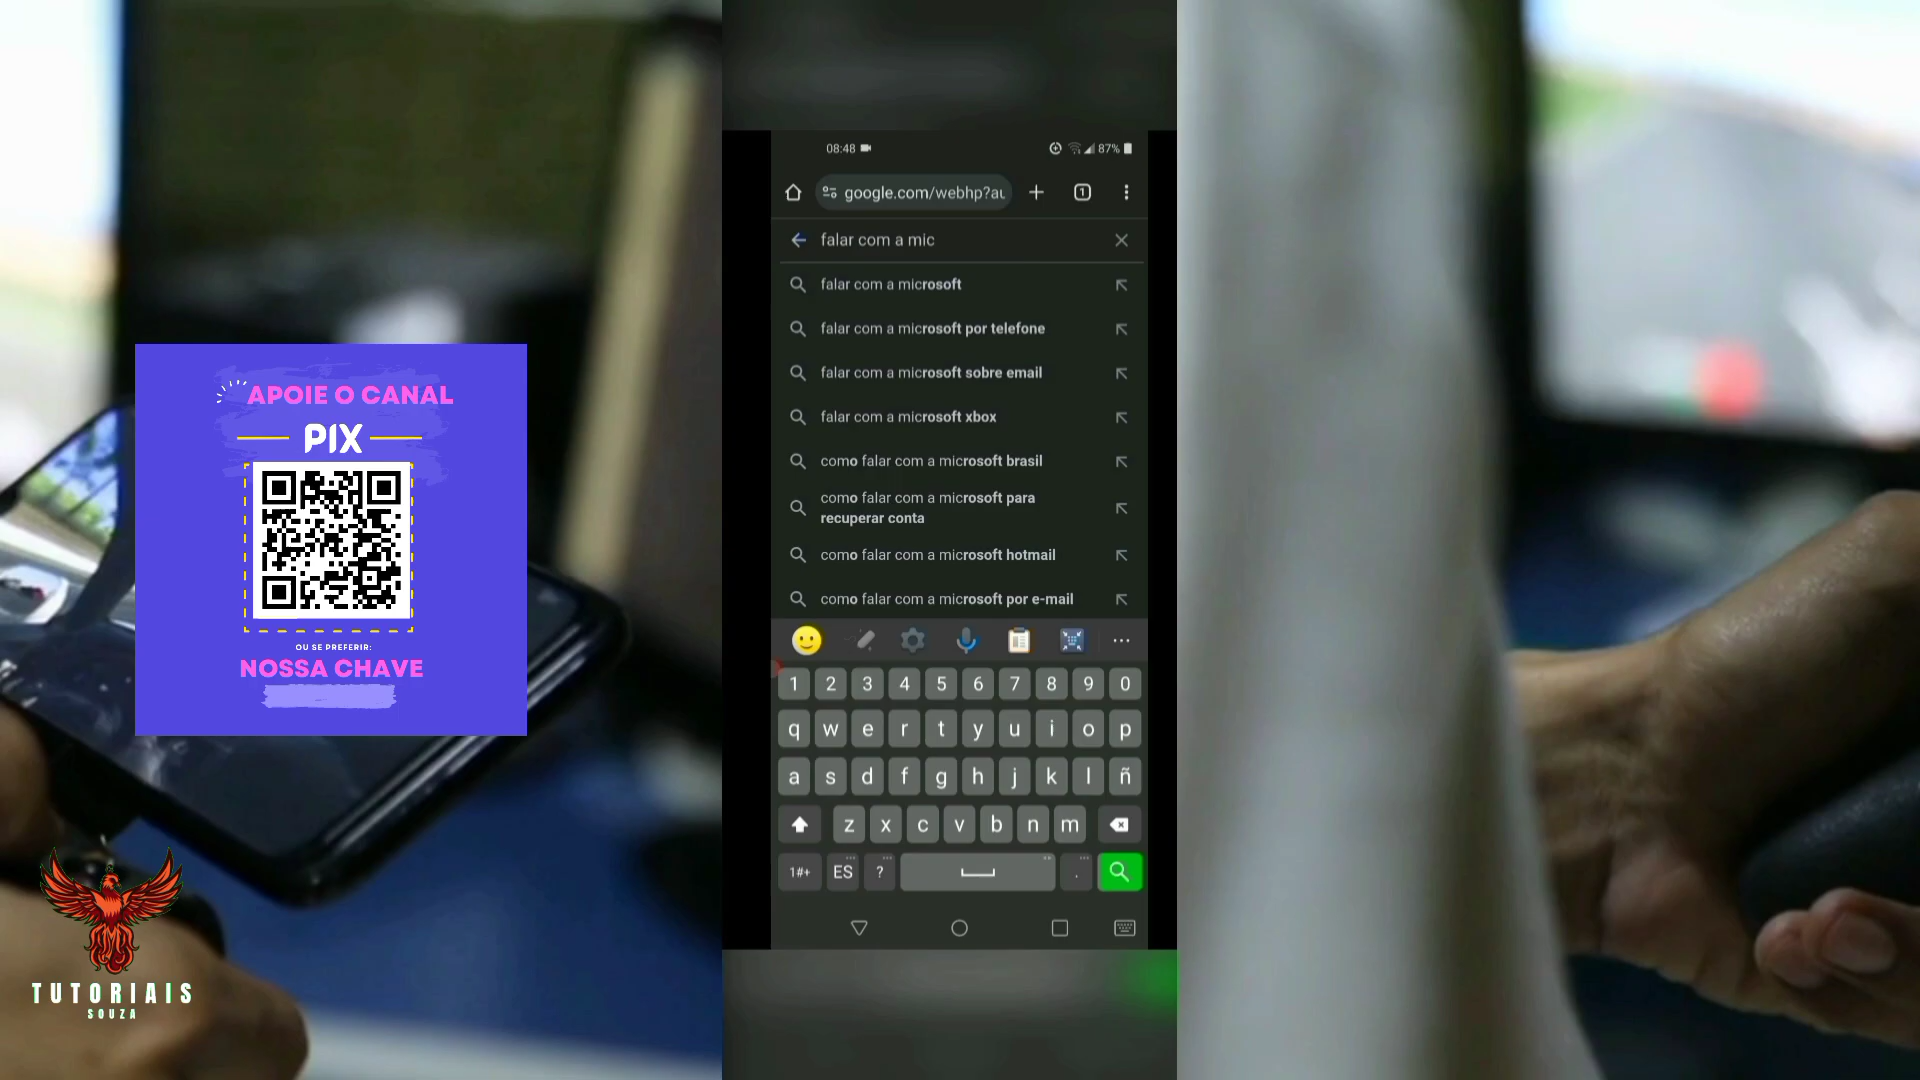 APOIE O CANAL
PIX
OU SE PREFERIR:
NOSSA CHAVE
TUTORIAIS
SOUZA
08:48
87%
google.com/webhp?au
1
falar com a mic
falar com a microsoft
falar com a microsoft por telefone
falar com a microsoft sobre email
falar com a microsoft xbox
como falar com a microsoft brasil
como falar com a microsoft para
recuperar conta
como falar com a microsoft hotmail
como falar com a microsoft por e-mail
1 2 3 4 5 6 7 8 9 0
q w e r t y u i o p
a s d f g h j k l ñ
z x c v b n m
1#+ ES ? .